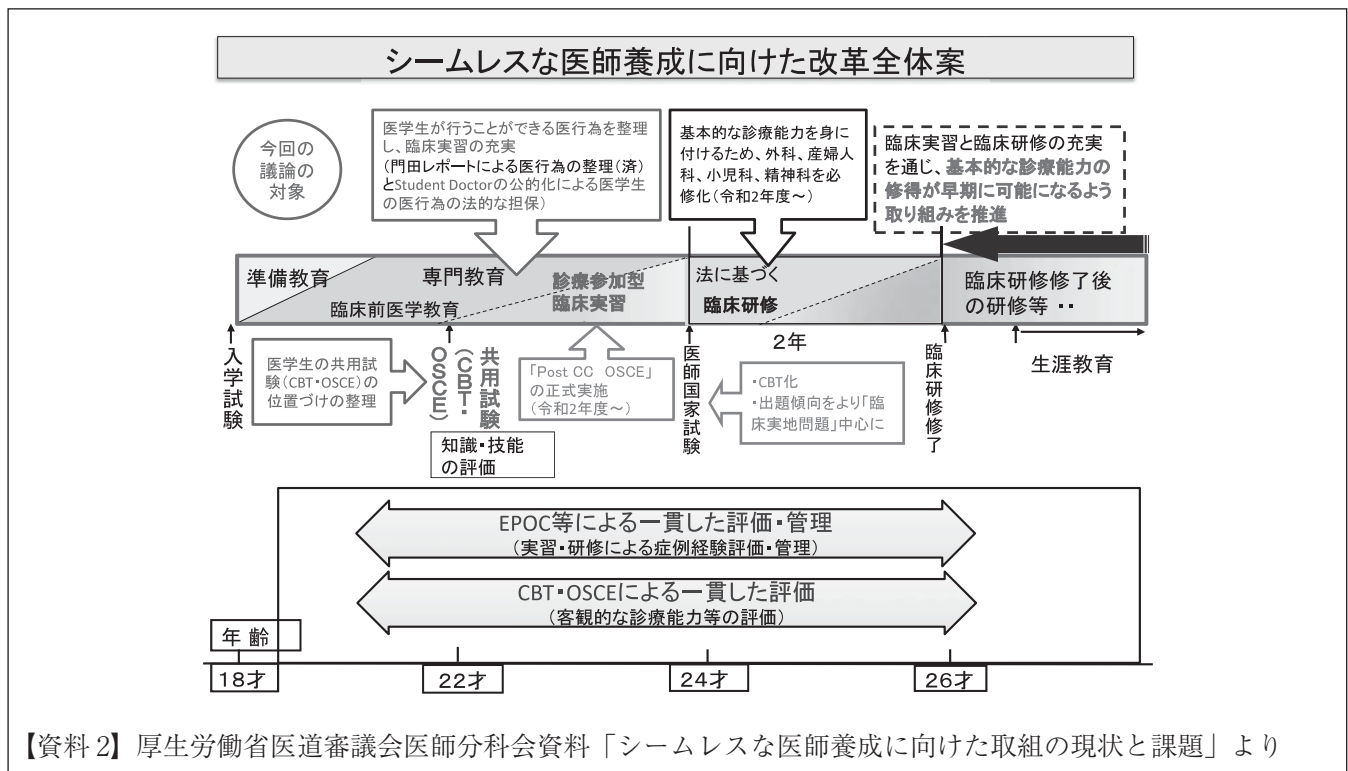 シームレスな医師養成に向けた改革全体案
今回の
議論の
対象
医学生が行うことができる医行為を整理
し、臨床実習の充実
(門田レポートによる医行為の整理(済)
とStudent Doctorの公的化による医学生
の医行為の法的な担保)
基本的な診療能力を身に
付けるため、外科、産婦人
科、小児科、精神科を必
修化(令和2年度~)
臨床実習と臨床研修の充実
を通じ、基本的な診療能力の
修得が早期に可能になるよう
取り組みを推進
準備教育
専門教育
臨床前医学教育
診療参加型
臨床実習
法に基づく
臨床研修
臨床研修修了後
の研修等 ・・
2年
生涯教育
入学試験
医学生の共用試
験(CBT・OSCE)の
位置づけの整理
共用試験
(CBT・
OSCE)
知識・技能
の評価
「Post CC OSCE」
の正式実施
(令和2年度~)
医師国家試験
・CBT化
・出題傾向をより「臨
床実地問題」中心に
臨床研修修了
EPOC等による一貫した評価・管理
(実習・研修による症例経験評価・管理)
CBT・OSCEによる一貫した評価
(客観的な診療能力等の評価)
年 齢
18才
22才
24才
26才
【資料 2】厚生労働省医道審議会医師分科会資料「シームレスな医師養成に向けた取組の現状と課題」より